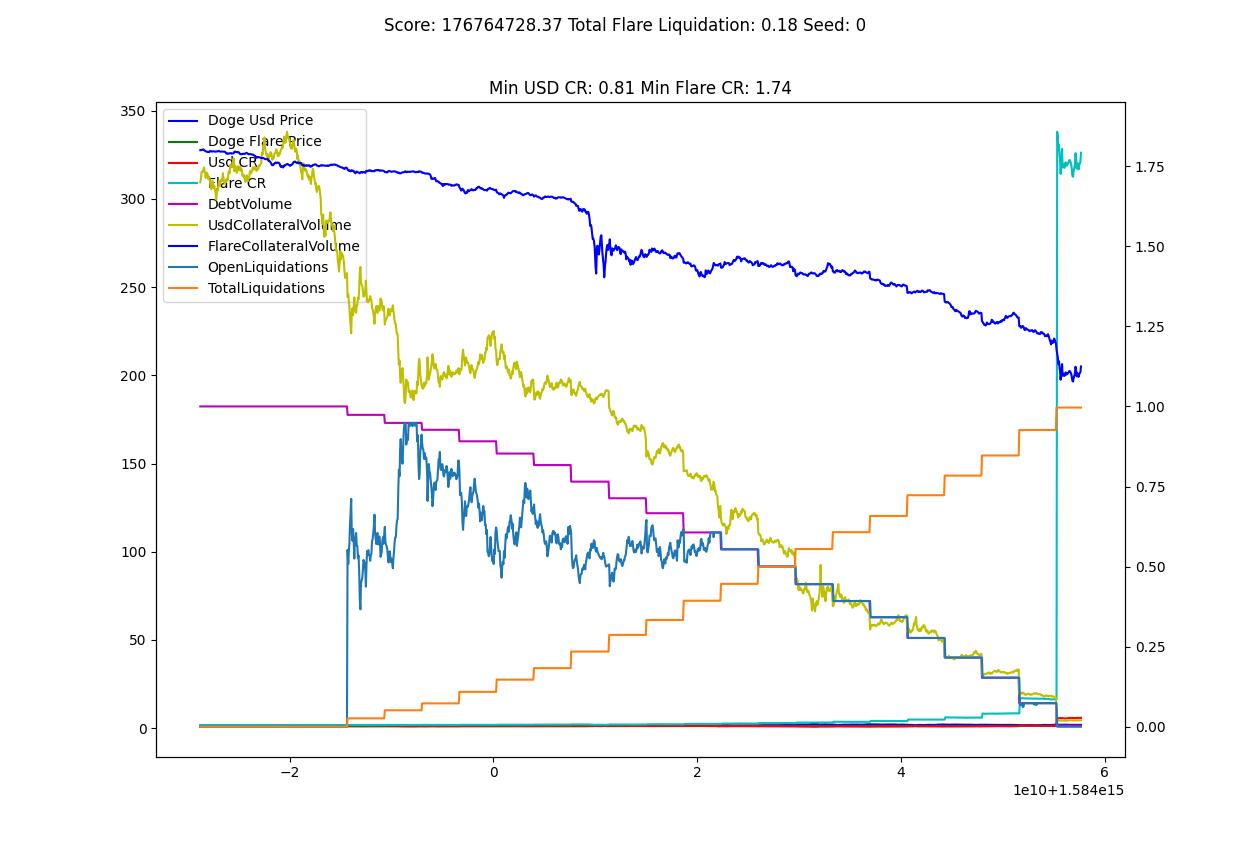 Score: 176764728.37 Total Flare Liquidation: 0.18 Seed: 0
Min USD CR: 0.81 Min Flare CR: 1.74
Doge Usd Price
Doge Flare Price
Usd CR
Flare CR
DebtVolume
UsdCollateralVolume
FlareCollateralVolume
OpenLiquidations
TotalLiquidations
350
300
250
200
150
100
50
0
1.75
1.50
1.25
1.00
0.75
0.50
0.25
0.00
−2
0
2
4
6
1e10+1.584e15